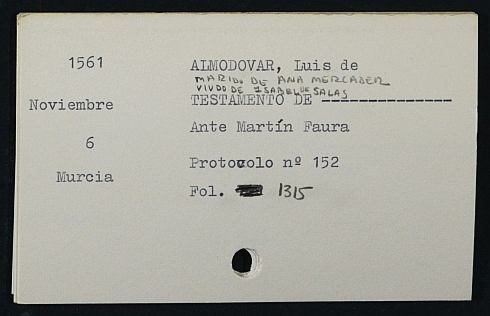 1561
ALMODOVAR, Luis de
MARIDO DE ANA MERCADER
VIUDO DE ISABEL DE SALAS
Noviembre
TESTAMENTO DE ---------------
6
Ante Martín Faura
Murcia
Protocolo nº 152
Fol. 1315